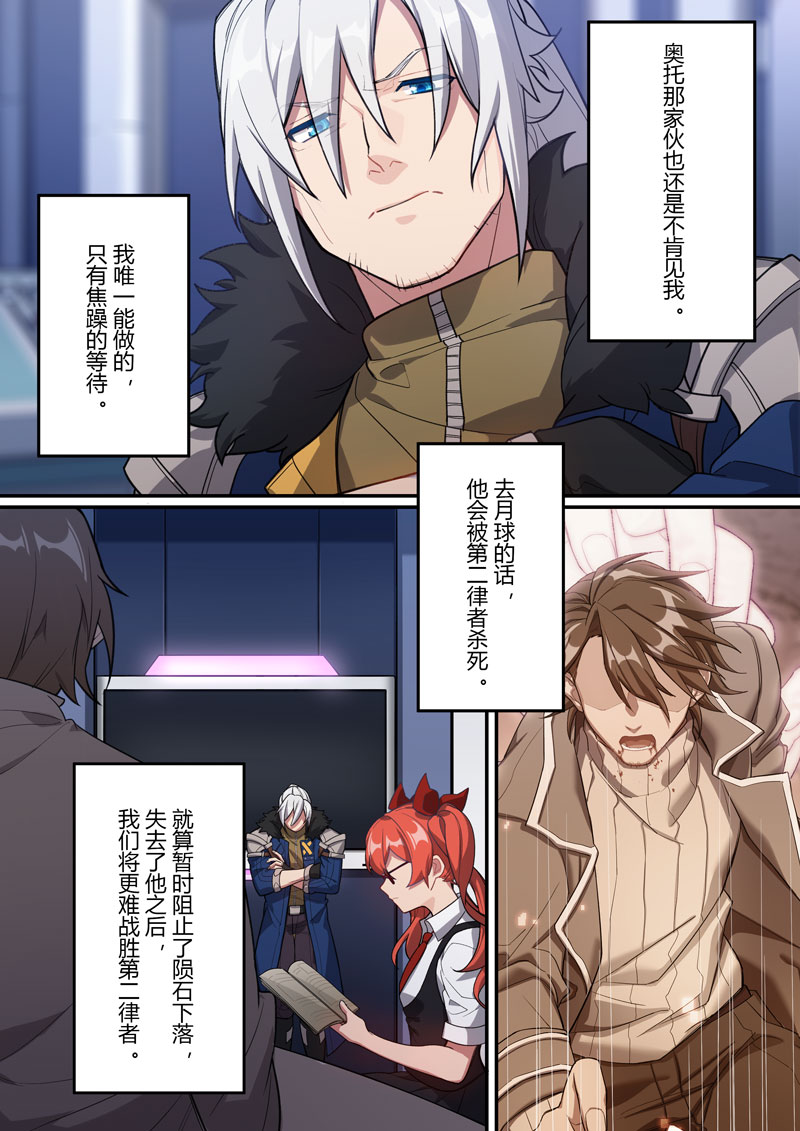 奥托那家伙也还是不肯见我。
我唯一能做的，
只有焦躁的等待。
去月球的话，
他会被第二律者杀死。
就算暂时阻止了陨石下落，
失去了他之后，
我们将更难战胜第二律者。